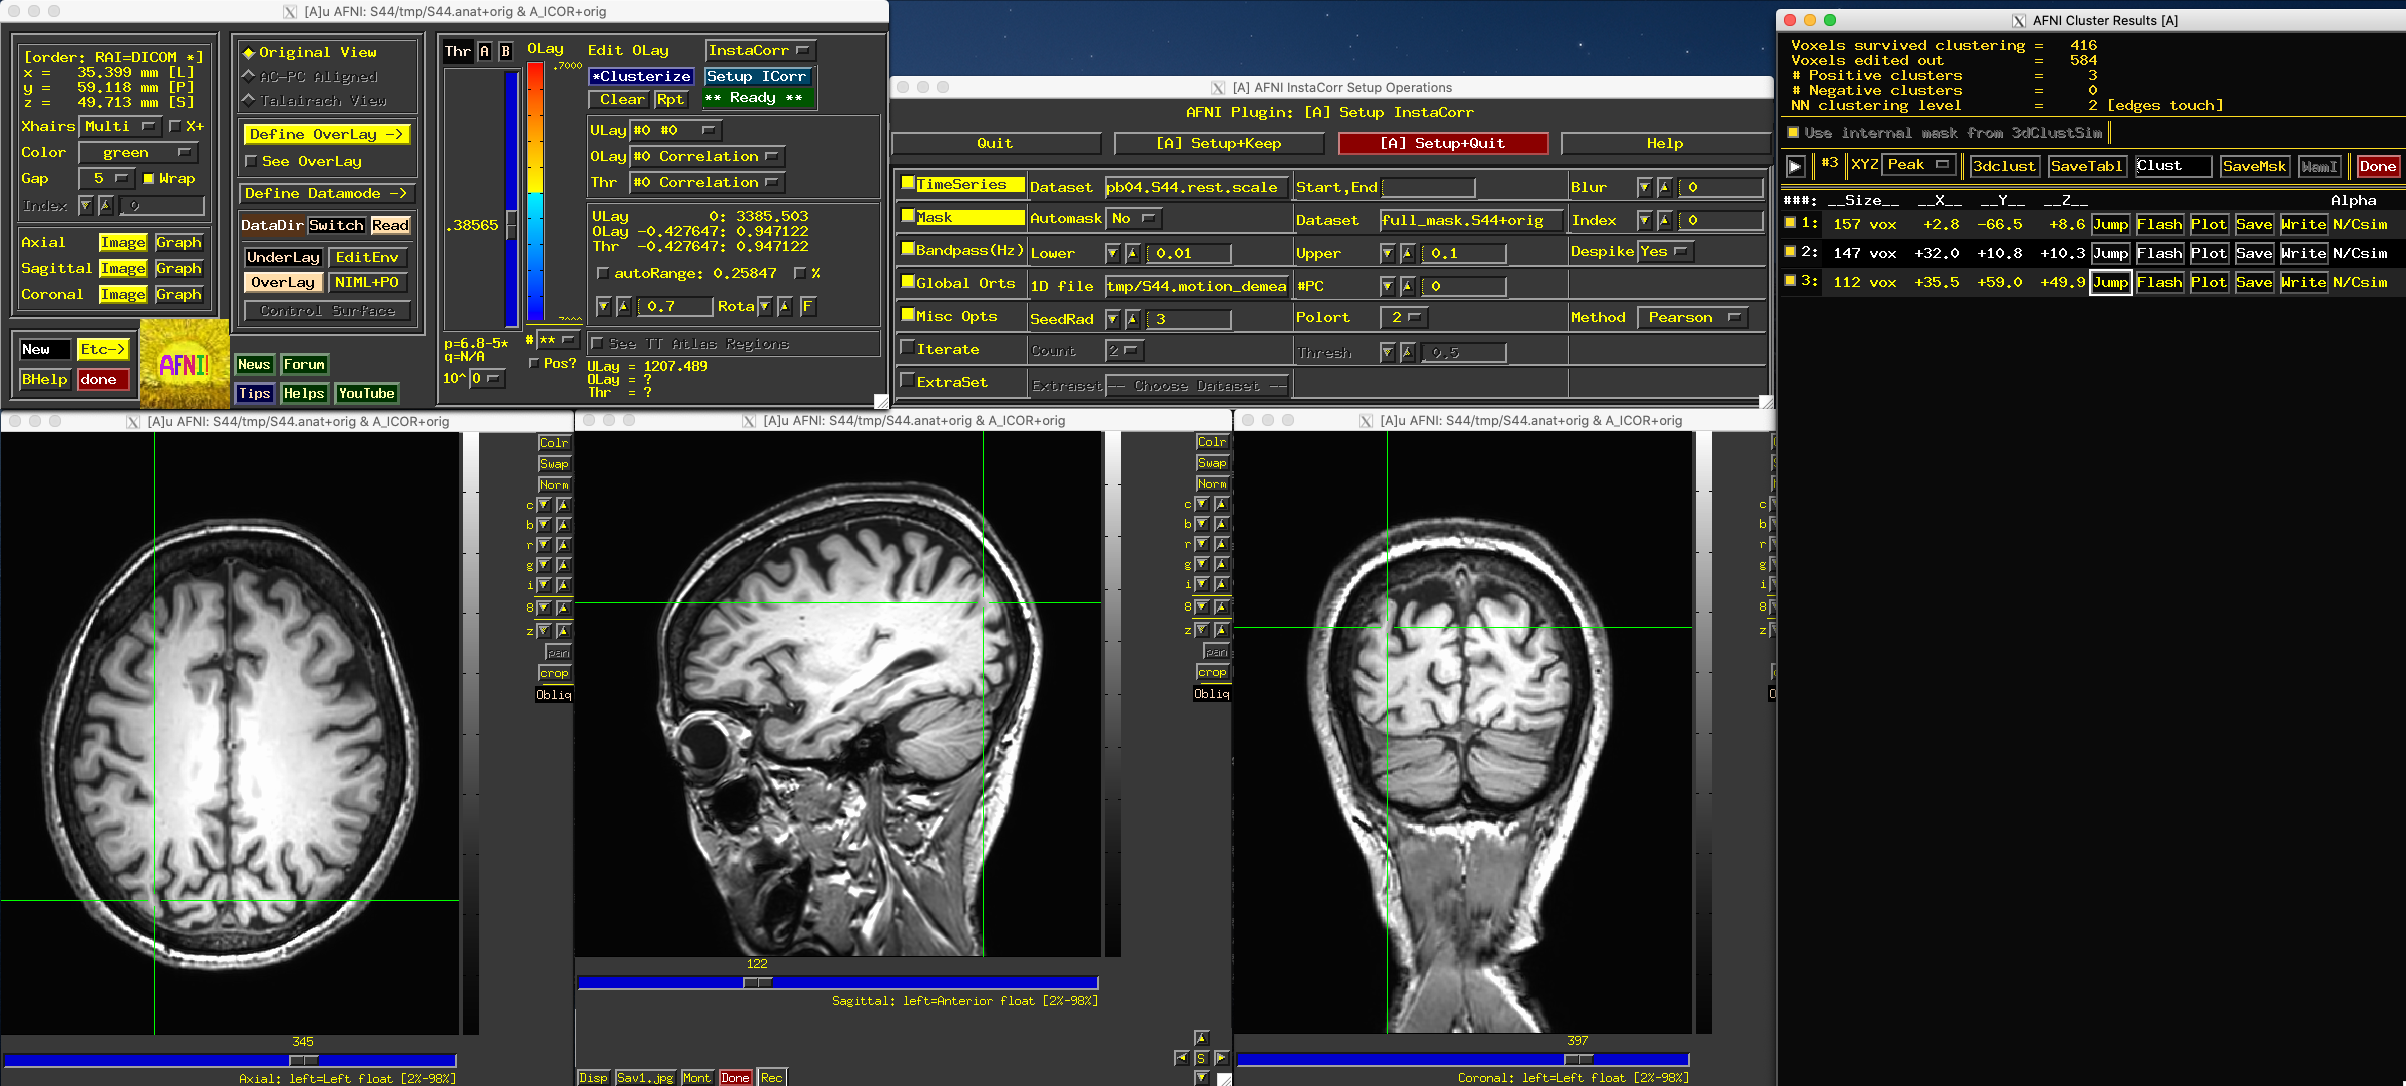 [A]u AFNI: S44/tmp/S44.anat+orig & A_ICOR+orig
[order: RAI=DICOM *]
x = 35.399 mm [L]
y = 59.118 mm [P]
z = 49.713 mm [S]
Xhairs Multi X+
Color green
Gap 5 Wrap
Index 0
Axial Image Graph
Sagittal Image Graph
Coronal Image Graph
New Etc->
BHelp done
AFNI!
Original View
AC-PC Aligned
Talairach View
Define OverLay ->
See OverLay
Define Datamode ->
DataDir Switch Read
UnderLay EditEnv
OverLay NIML+PO
Control Surface
News Forum
Tips Helps YouTube
Thr A B OLay
.7000
.38565
p=6.8-5*
q=N/A
10^ 0
# **
Pos?
Edit OLay InstaCorr
*Clusterize Setup ICorr
Clear Rpt ** Ready **
ULay #0 #0
OLay #0 Correlation
Thr #0 Correlation
ULay 0: 3385.503
OLay -0.427647: 0.947122
Thr -0.427647: 0.947122
autoRange: 0.25847 %
0.7 Rota F
See TT Atlas Regions
ULay = 1207.489
OLay = ?
Thr = ?
[A] AFNI InstaCorr Setup Operations
AFNI Plugin: [A] Setup InstaCorr
Quit [A] Setup+Keep [A] Setup+Quit Help
TimeSeries Dataset pb04.S44.rest.scale Start,End Blur 0
Mask Automask No Dataset full_mask.S44+orig Index 0
Bandpass(Hz) Lower 0.01 Upper 0.1 Despike Yes
Global Orts 1D file tmp/S44.motion_demea #PC 0
Misc Opts SeedRad 3 Polort 2 Method Pearson
Iterate Count 2 Thresh 0.5
ExtraSet Extraset -- Choose Dataset --
AFNI Cluster Results [A]
Voxels survived clustering = 416
Voxels edited out = 584
# Positive clusters = 3
# Negative clusters = 0
NN clustering level = 2 [edges touch]
Use internal mask from 3dClustSim
#3 XYZ Peak 3dclust SaveTabl Clust SaveMsk WamI Done
###: __Size__ __X__ __Y__ __Z__ Alpha
1: 157 vox +2.8 -66.5 +8.6 Jump Flash Plot Save Write N/Csim
2: 147 vox +32.0 +10.8 +10.3 Jump Flash Plot Save Write N/Csim
3: 112 vox +35.5 +59.0 +49.9 Jump Flash Plot Save Write N/Csim
[A]u AFNI: S44/tmp/S44.anat+orig & A_ICOR+orig
Colr
Swap
Norm
c
b
r
g
i
8
z
pan
crop
Obliq
345
Axial: left=Left float [2%-98%]
[A]u AFNI: S44/tmp/S44.anat+orig & A_ICOR+orig
Colr
Swap
Norm
c
b
r
g
i
8
z
pan
crop
Obliq
122
Sagittal: left=Anterior float [2%-98%]
S
Disp Sav1.jpg Mont Done Rec
[A]u AFNI: S44/tmp/S44.anat+orig & A_ICOR+orig
c
b
r
g
i
8
z
397
Coronal: left=Left float [2%-98%]